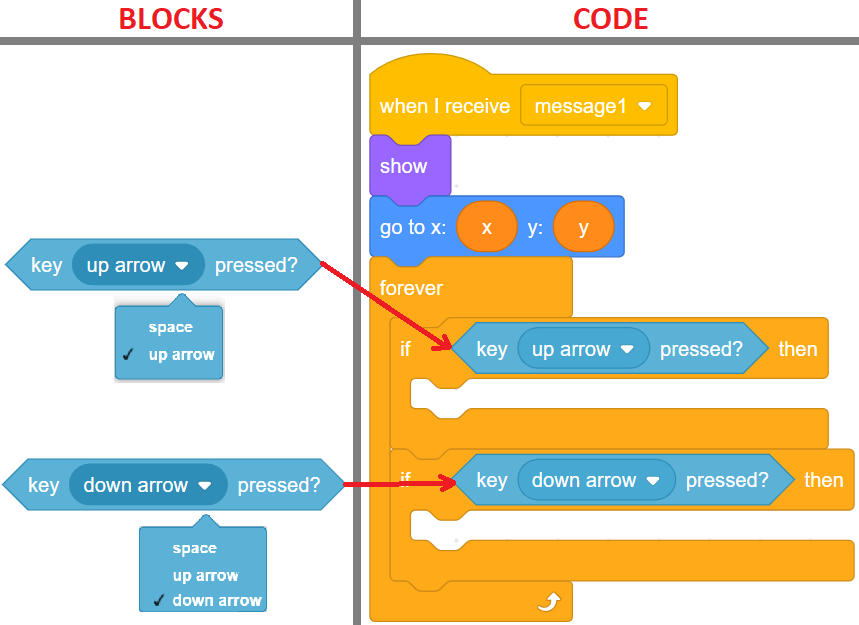 BLOCKS
CODE
when I receive message1
show
go to x: x y: y
forever
key up arrow pressed?
space
✓ up arrow
if key up arrow pressed? then
key down arrow pressed?
space
up arrow
✓ down arrow
if key down arrow pressed? then